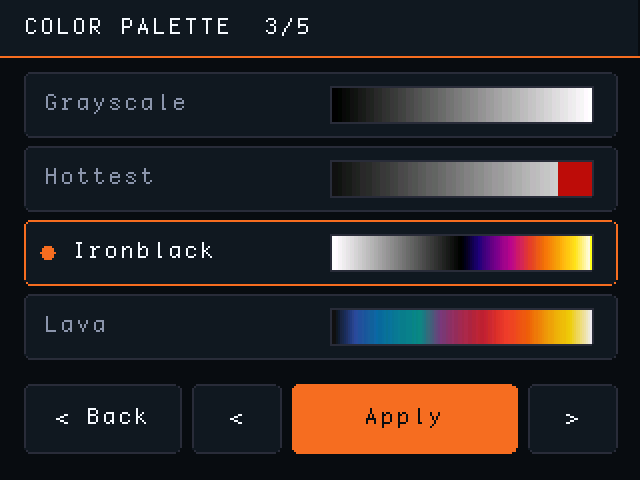 COLOR PALETTE 3/5
Grayscale
Hottest
Ironblack
Lava
< Back < Apply >